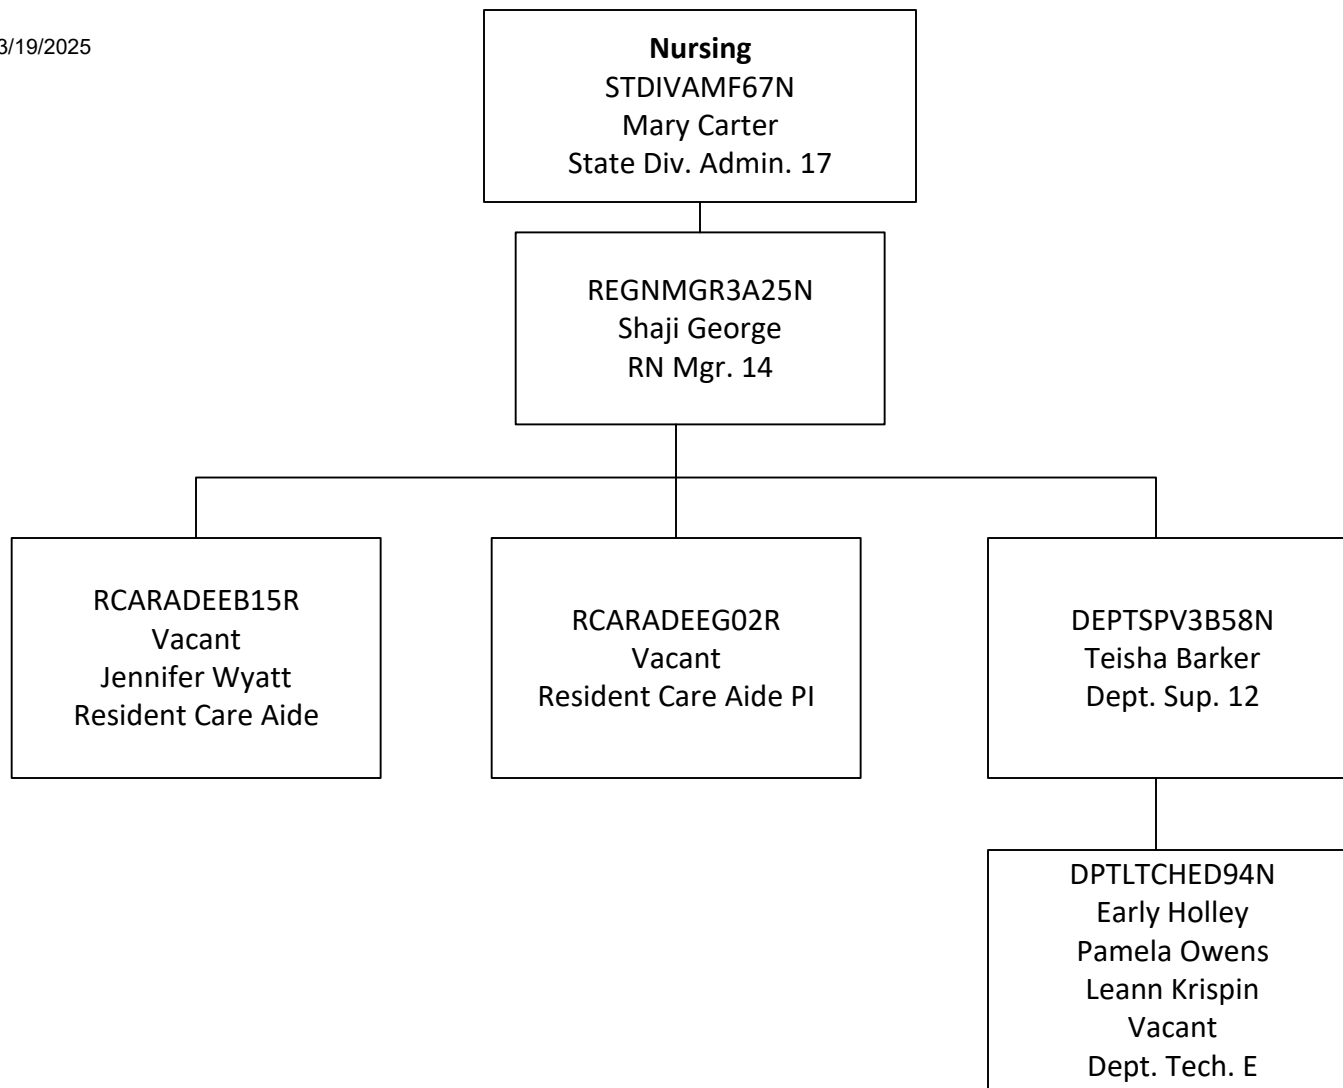 3/19/2025
Nursing
STDIVAMF67N
Mary Carter
State Div. Admin. 17
REGNMGR3A25N
Shaji George
RN Mgr. 14
RCARADEEB15R
Vacant
Jennifer Wyatt
Resident Care Aide
RCARADEEG02R
Vacant
Resident Care Aide PI
DEPTSPV3B58N
Teisha Barker
Dept. Sup. 12
DPTLTCHED94N
Early Holley
Pamela Owens
Leann Krispin
Vacant
Dept. Tech. E